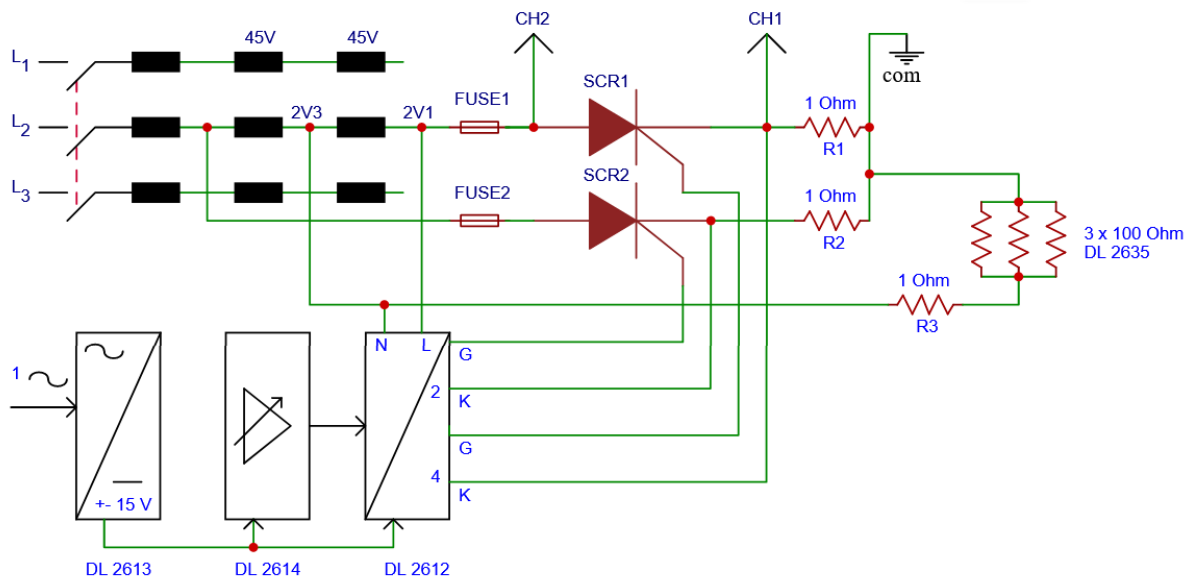 CH2
CH1
45V
45V
L1
SCR1
com
FUSE1
1 Ohm
L2
2V3
2V1
R1
SCR2
L3
FUSE2
1 Ohm
R2
3 x 100 Ohm
DL 2635
1 Ohm
R3
N
L
G
1
2
K
G
4
K
+- 15 V
DL 2613
DL 2614
DL 2612